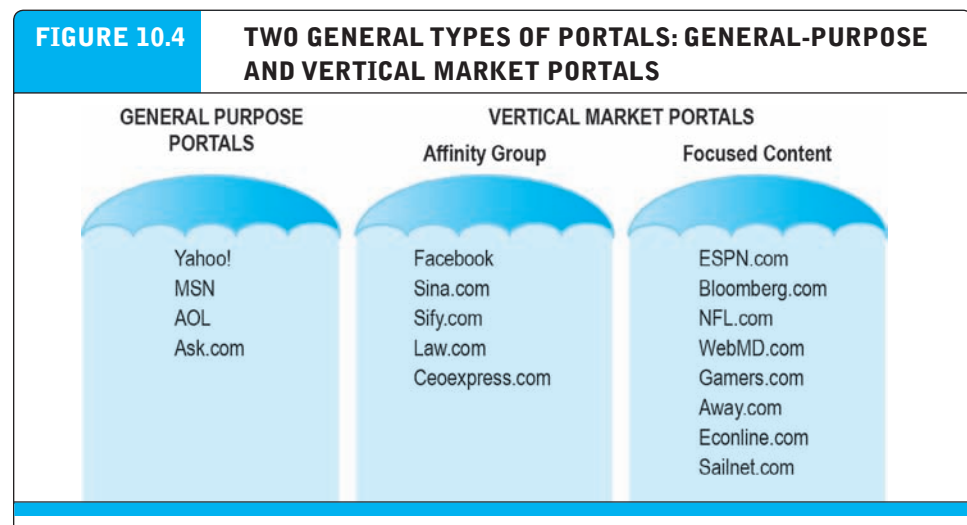 FIGURE 10.4
TWO GENERAL TYPES OF PORTALS: GENERAL-PURPOSE
AND VERTICAL MARKET PORTALS
GENERAL PURPOSE
PORTALS
VERTICAL MARKET PORTALS
Affinity Group
Focused Content
Yahoo!
MSN
AOL
Ask.com
Facebook
Sina.com
Sify.com
Law.com
Ceoexpress.com
ESPN.com
Bloomberg.com
NFL.com
WebMD.com
Gamers.com
Away.com
Econline.com
Sailnet.com